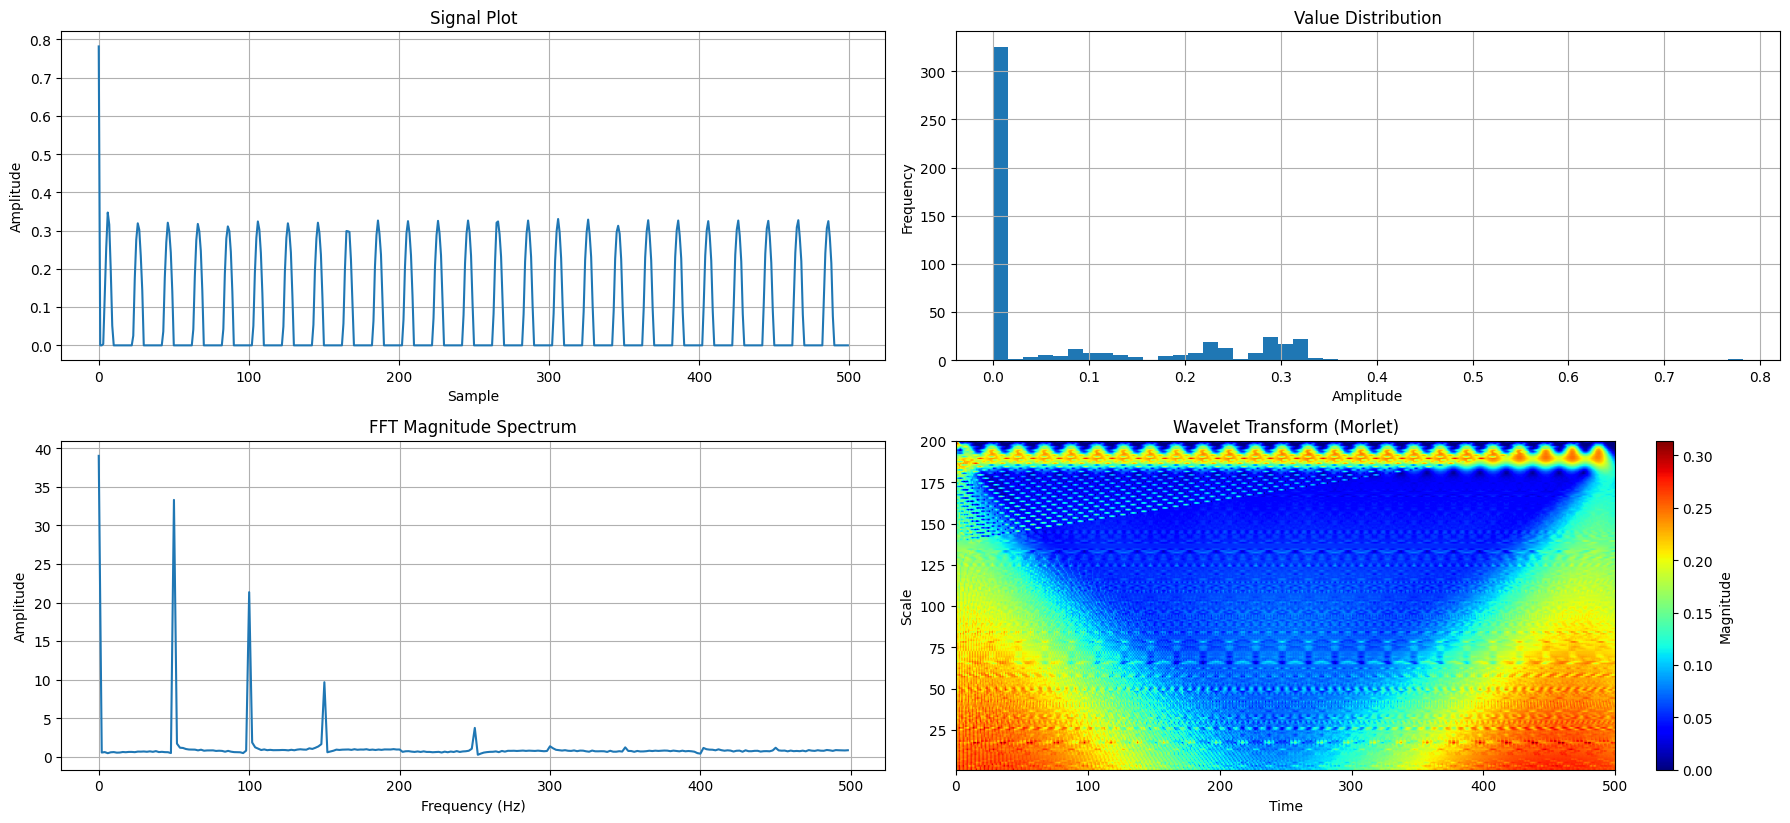 Signal Plot
0.8
0.7
0.6
0.5
0.4
0.3
0.2
0.1
0.0
Amplitude
0 100 200 300 400 500
Sample
Value Distribution
300
250
200
150
100
50
0
Frequency
0.0 0.1 0.2 0.3 0.4 0.5 0.6 0.7 0.8
Amplitude
FFT Magnitude Spectrum
40
35
30
25
20
15
10
5
0
Amplitude
0 100 200 300 400 500
Frequency (Hz)
Wavelet Transform (Morlet)
200
175
150
125
100
75
50
25
Scale
0 100 200 300 400 500
Time
0.30
0.25
0.20
0.15
0.10
0.05
0.00
Magnitude